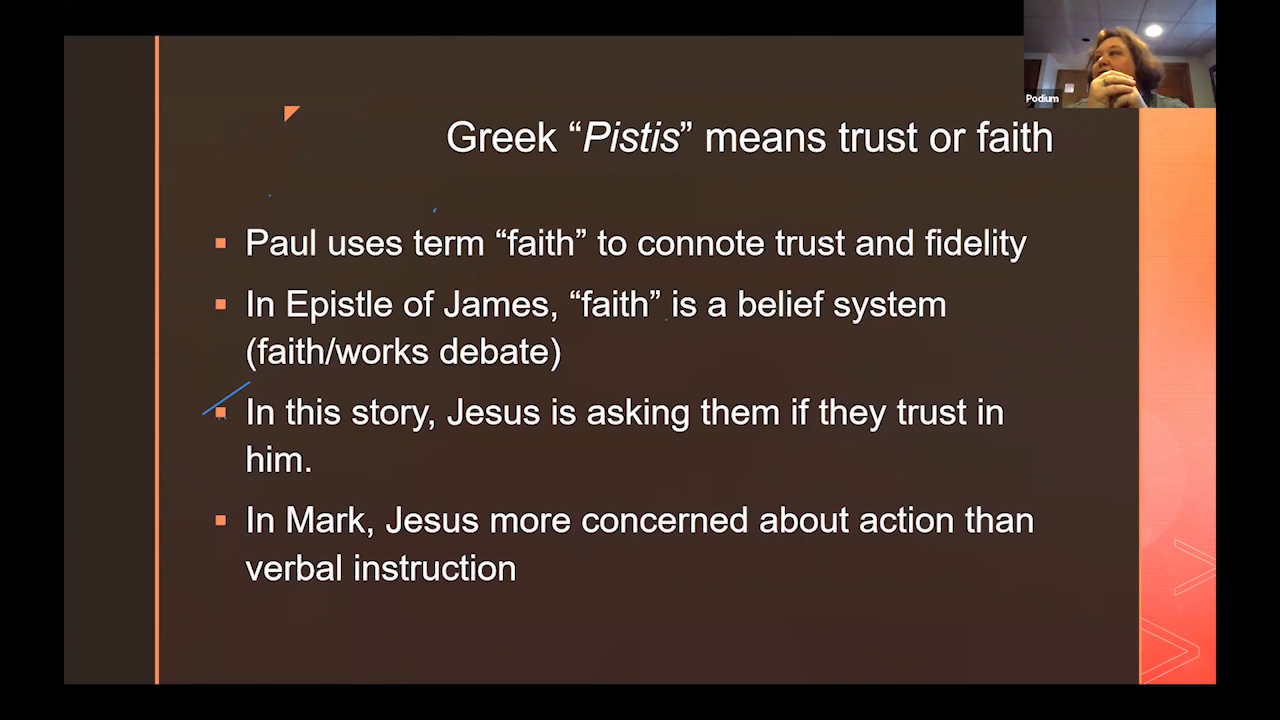 Podium
Greek “Pistis” means trust or faith
Paul uses term “faith” to connote trust and fidelity
In Epistle of James, “faith” is a belief system
(faith/works debate)
In this story, Jesus is asking them if they trust in
him.
In Mark, Jesus more concerned about action than
verbal instruction